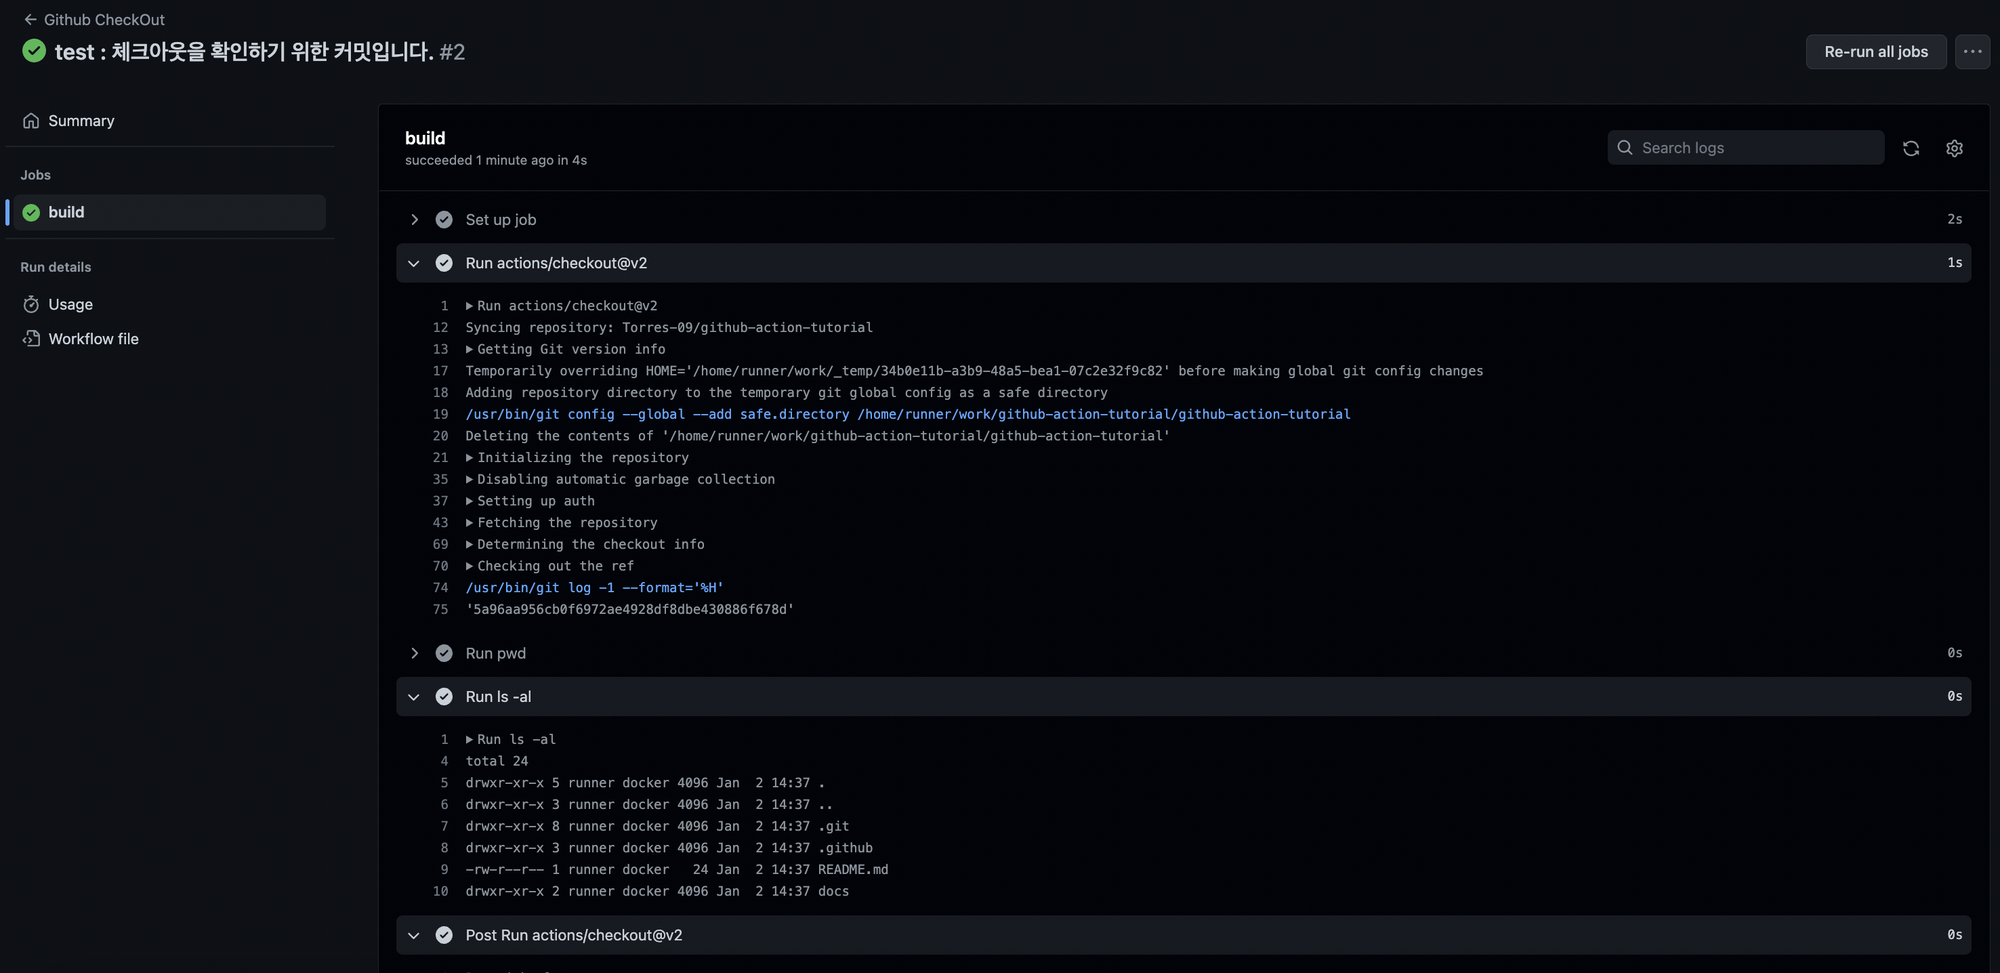 Github CheckOut
test : 체크아웃을 확인하기 위한 커밋입니다. #2
Re-run all jobs
Summary
Jobs
build
Run details
Usage
Workflow file
build
succeeded 1 minute ago in 4s
Search logs
Set up job 2s
Run actions/checkout@v2 1s
1 Run actions/checkout@v2
12 Syncing repository: Torres-09/github-action-tutorial
13 Getting Git version info
17 Temporarily overriding HOME='/home/runner/work/_temp/34b0e11b-a3b9-48a5-bea1-07c2e32f9c82' before making global git config changes
18 Adding repository directory to the temporary git global config as a safe directory
19 /usr/bin/git config --global --add safe.directory /home/runner/work/github-action-tutorial/github-action-tutorial
20 Deleting the contents of '/home/runner/work/github-action-tutorial/github-action-tutorial'
21 Initializing the repository
35 Disabling automatic garbage collection
37 Setting up auth
43 Fetching the repository
69 Determining the checkout info
70 Checking out the ref
74 /usr/bin/git log -1 --format='%H'
75 '5a96aa956cb0f6972ae4928df8dbe430886f678d'
Run pwd 0s
Run ls -al 0s
1 Run ls -al
4 total 24
5 drwxr-xr-x 5 runner docker 4096 Jan  2 14:37 .
6 drwxr-xr-x 3 runner docker 4096 Jan  2 14:37 ..
7 drwxr-xr-x 8 runner docker 4096 Jan  2 14:37 .git
8 drwxr-xr-x 3 runner docker 4096 Jan  2 14:37 .github
9 -rw-r--r-- 1 runner docker   24 Jan  2 14:37 README.md
10 drwxr-xr-x 2 runner docker 4096 Jan  2 14:37 docs
Post Run actions/checkout@v2 0s